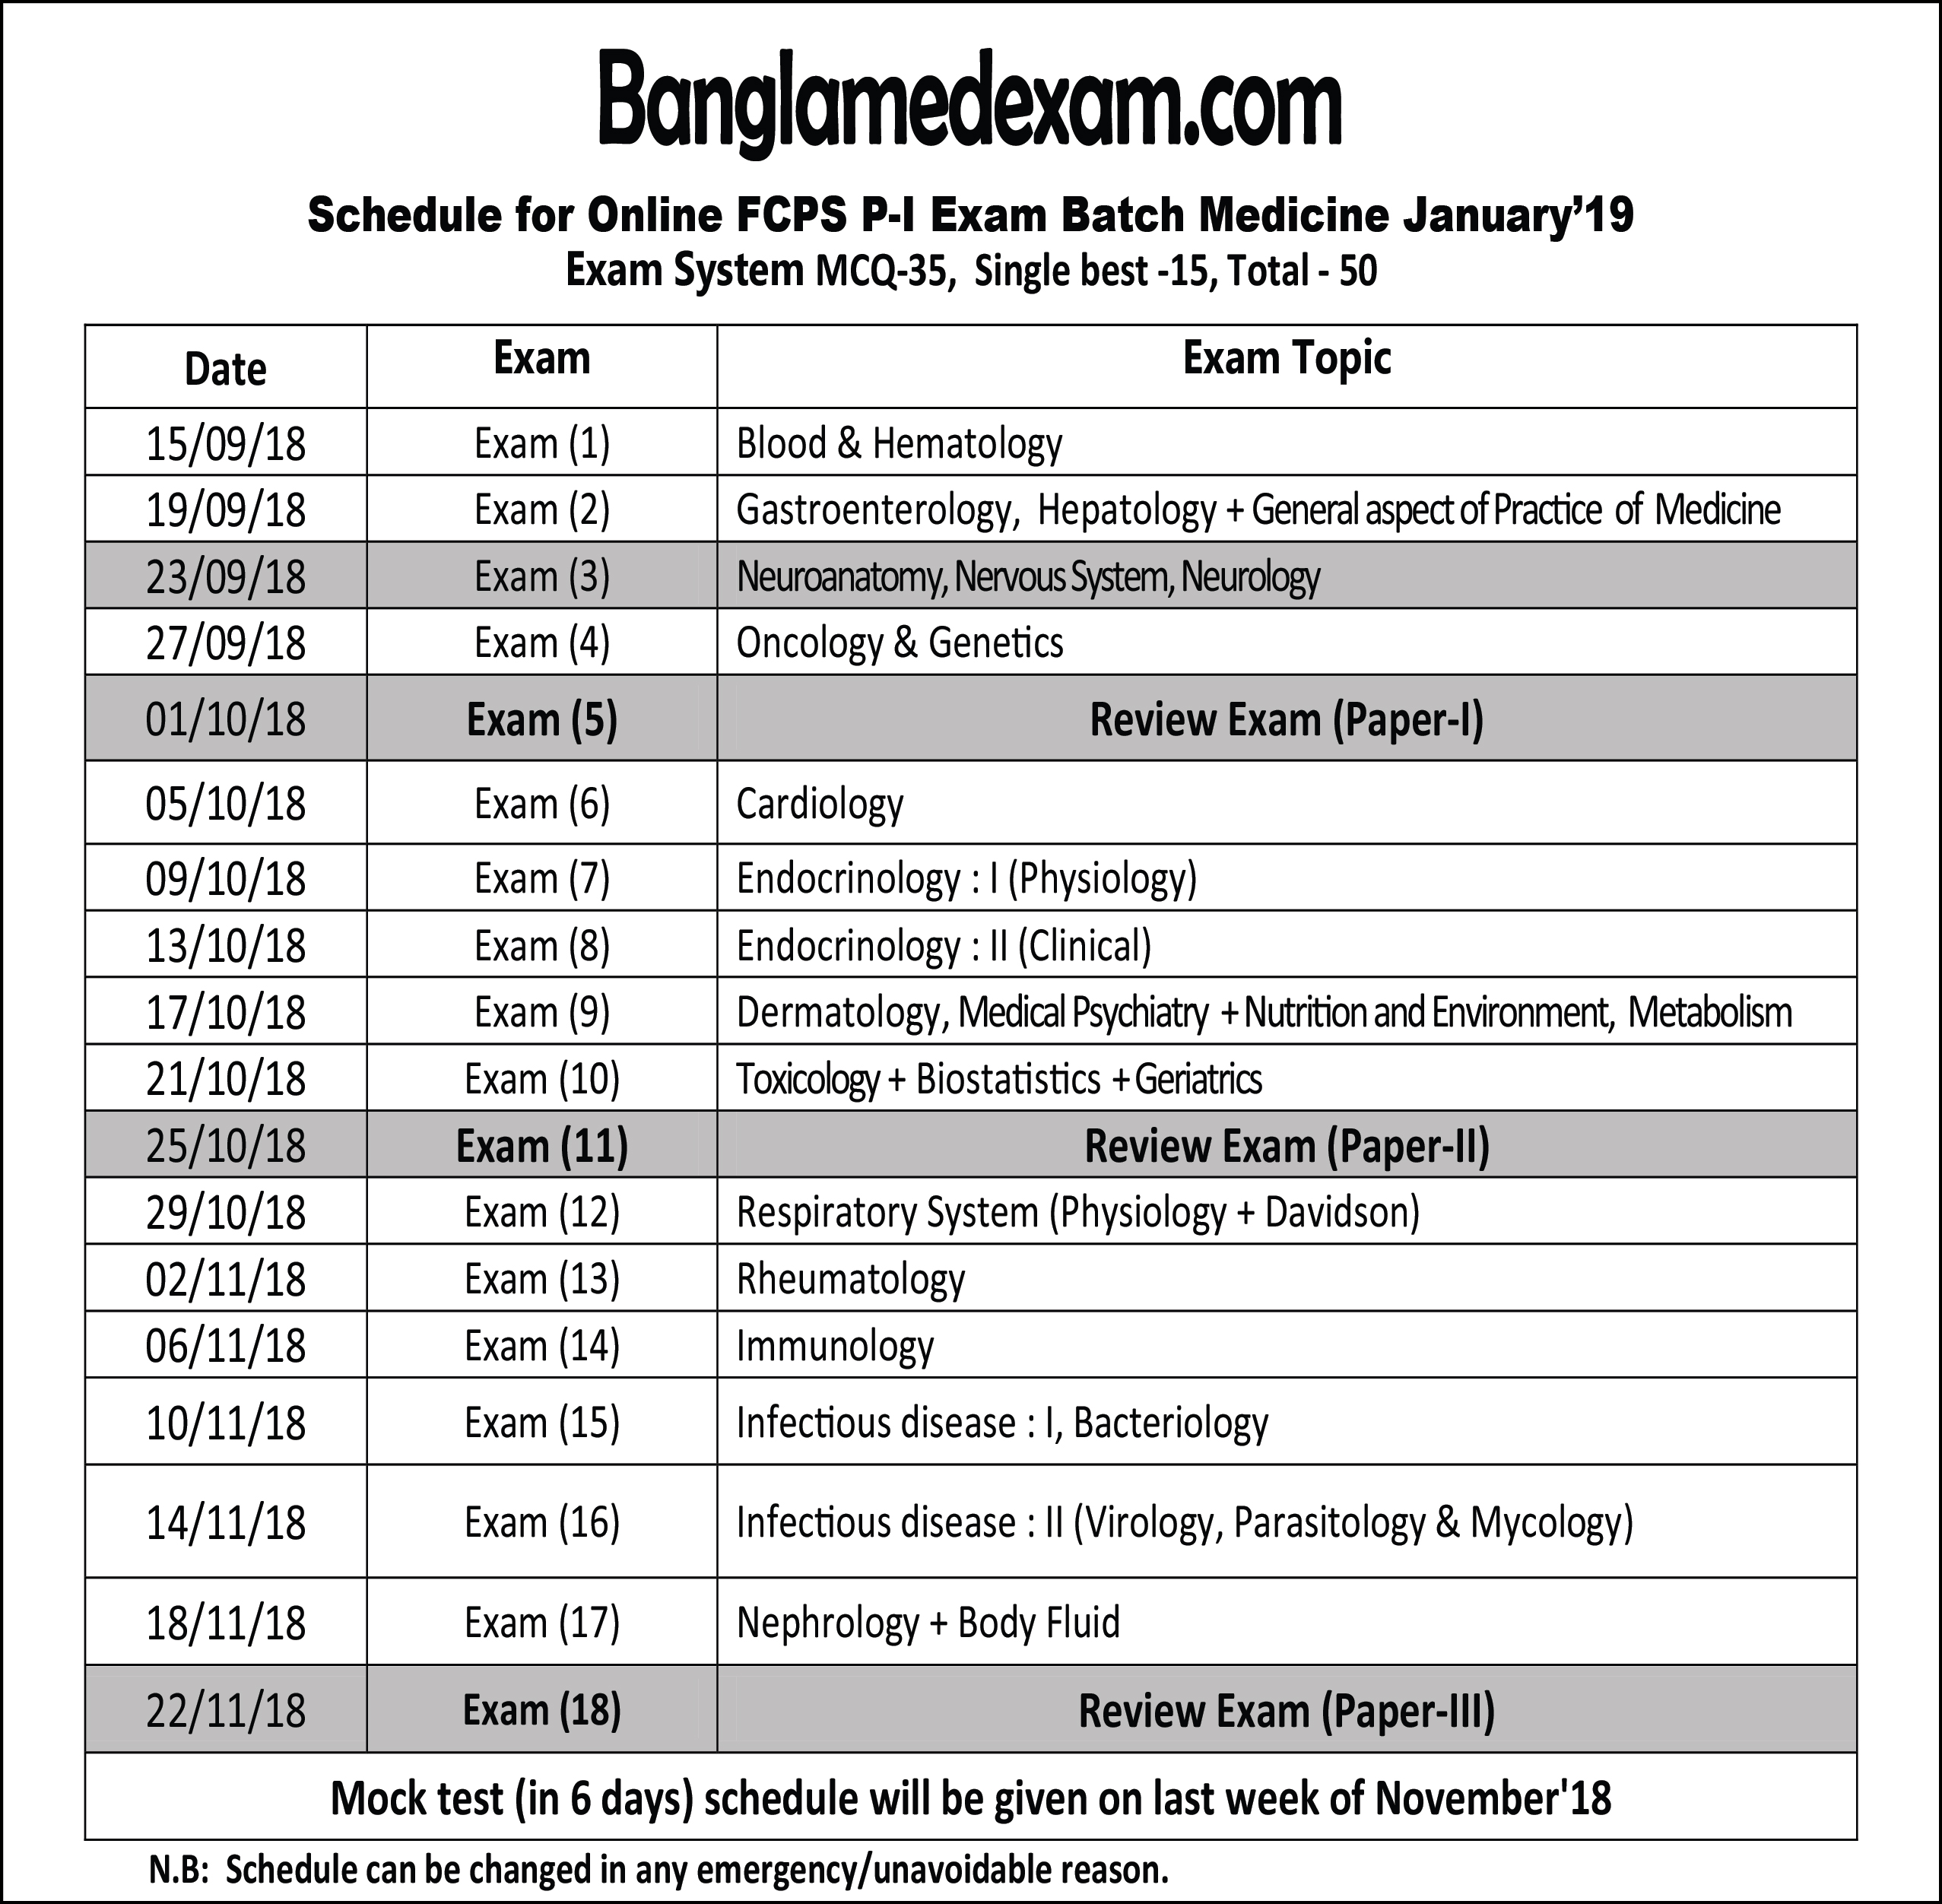 Banglamedexam.com
Schedule for Online FCPS P-I Exam Batch Medicine January’19
Exam System MCQ-35, Single best -15, Total - 50
Date Exam Exam Topic
15/09/18 Exam (1) Blood & Hematology
19/09/18 Exam (2) Gastroenterology, Hepatology + General aspect of Practice of Medicine
23/09/18 Exam (3) Neuroanatomy, Nervous System, Neurology
27/09/18 Exam (4) Oncology & Genetics
01/10/18 Exam (5) Review Exam (Paper-I)
05/10/18 Exam (6) Cardiology
09/10/18 Exam (7) Endocrinology : I (Physiology)
13/10/18 Exam (8) Endocrinology : II (Clinical)
17/10/18 Exam (9) Dermatology, Medical Psychiatry + Nutrition and Environment, Metabolism
21/10/18 Exam (10) Toxicology + Biostatistics + Geriatrics
25/10/18 Exam (11) Review Exam (Paper-II)
29/10/18 Exam (12) Respiratory System (Physiology + Davidson)
02/11/18 Exam (13) Rheumatology
06/11/18 Exam (14) Immunology
10/11/18 Exam (15) Infectious disease : I, Bacteriology
14/11/18 Exam (16) Infectious disease : II (Virology, Parasitology & Mycology)
18/11/18 Exam (17) Nephrology + Body Fluid
22/11/18 Exam (18) Review Exam (Paper-III)
Mock test (in 6 days) schedule will be given on last week of November'18
N.B: Schedule can be changed in any emergency/unavoidable reason.